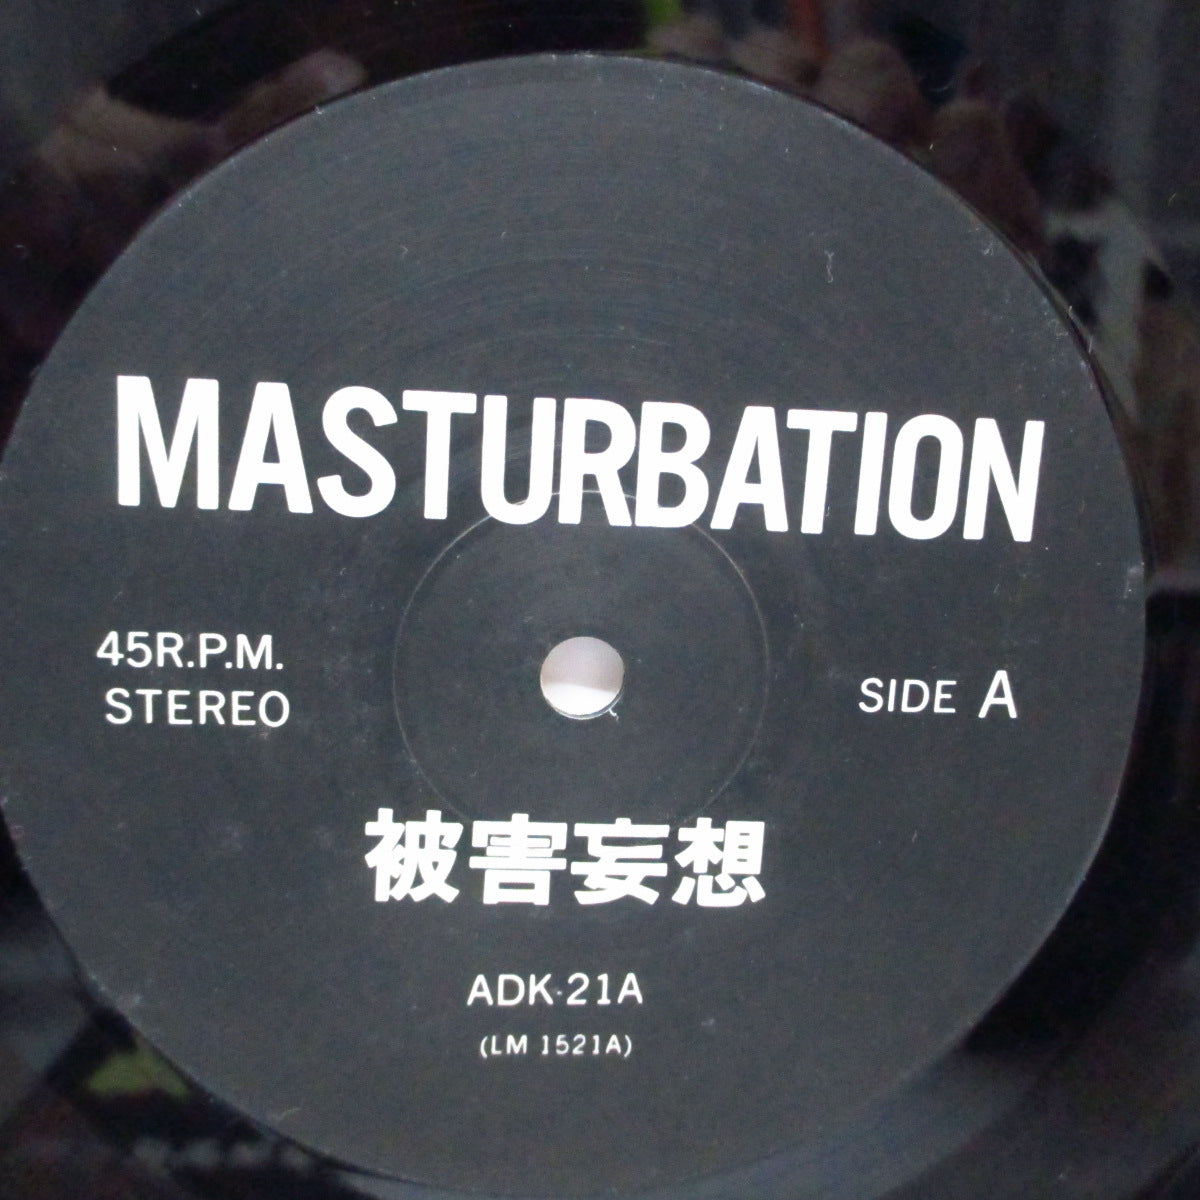 MASTURBATION
45R.P.M.
STEREO
SIDE A
被害妄想
ADK-21A
(LM 1521A)